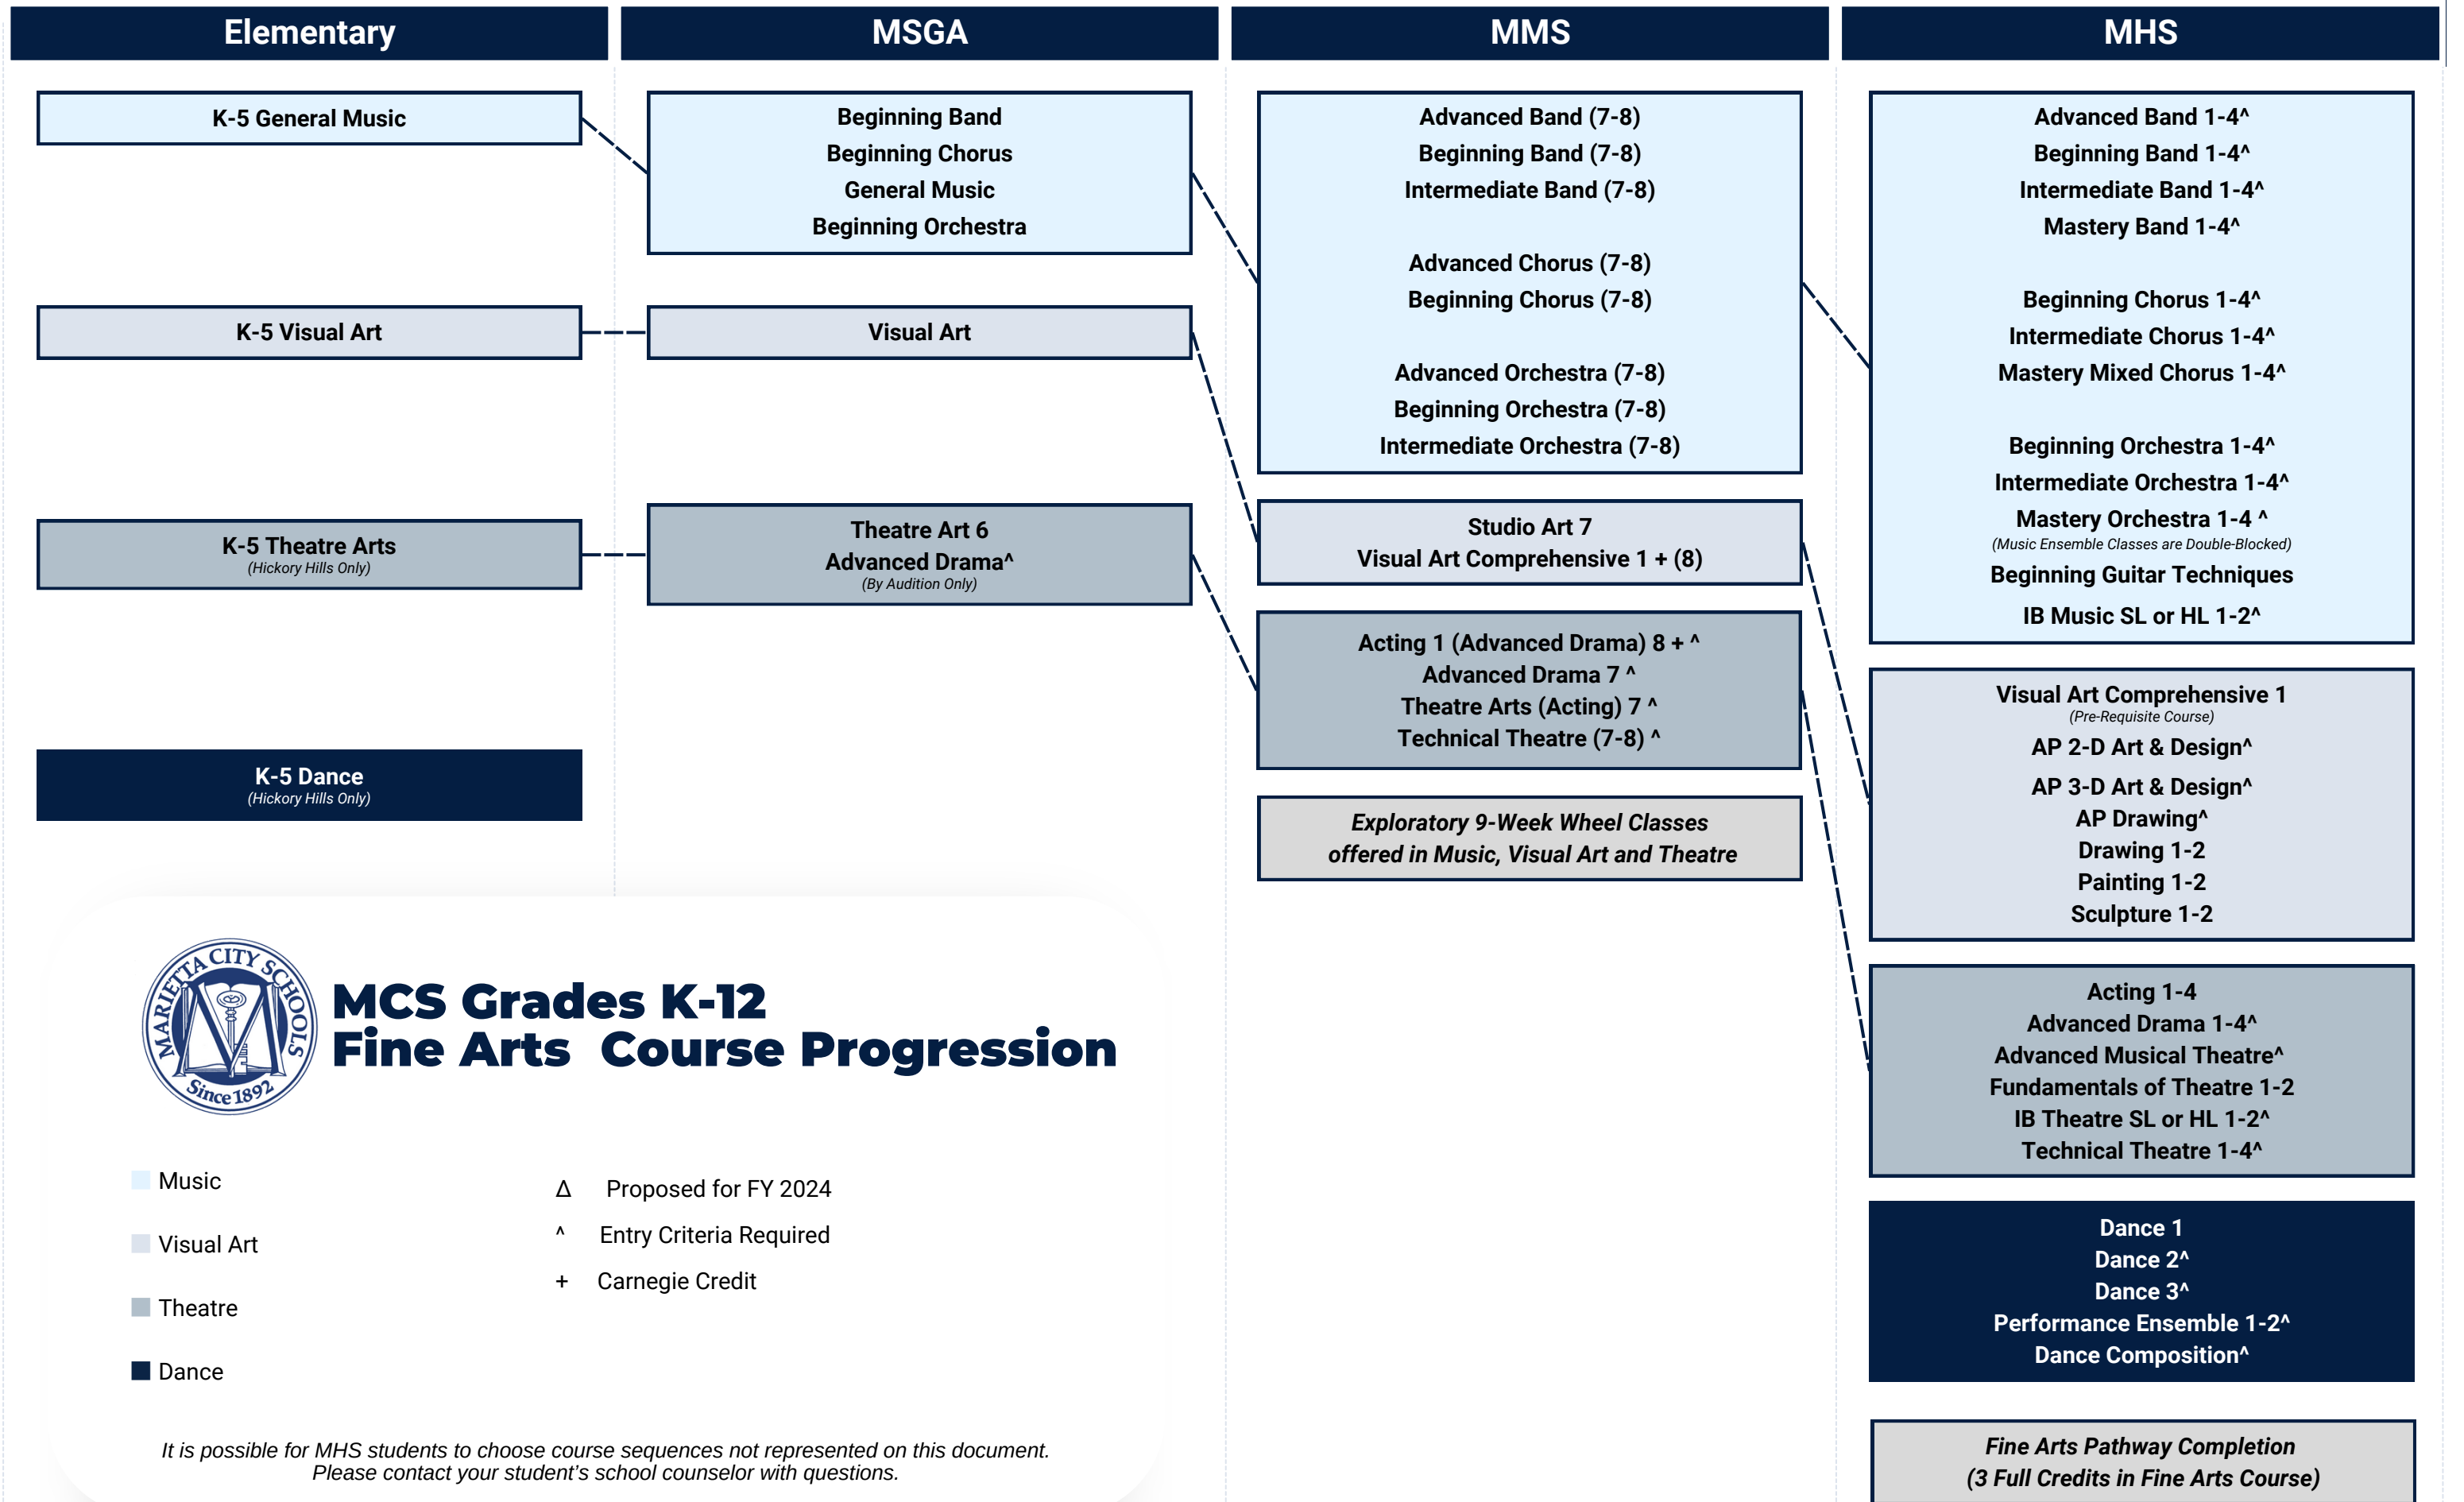 Elementary
K-5 General Music
K-5 Visual Art
K-5 Theatre Arts
(Hickory Hills Only)
K-5 Dance
(Hickory Hills Only)
MSGA
Beginning Band
Beginning Chorus
General Music
Beginning Orchestra
Visual Art
Theatre Art 6
Advanced Drama^
(By Audition Only)
MMS
Advanced Band (7-8)
Beginning Band (7-8)
Intermediate Band (7-8)
Advanced Chorus (7-8)
Beginning Chorus (7-8)
Advanced Orchestra (7-8)
Beginning Orchestra (7-8)
Intermediate Orchestra (7-8)
Studio Art 7
Visual Art Comprehensive 1 + (8)
Acting 1 (Advanced Drama) 8 + ^
Advanced Drama 7 ^
Theatre Arts (Acting) 7 ^
Technical Theatre (7-8) ^
Exploratory 9-Week Wheel Classes
offered in Music, Visual Art and Theatre
MHS
Advanced Band 1-4^
Beginning Band 1-4^
Intermediate Band 1-4^
Mastery Band 1-4^
Beginning Chorus 1-4^
Intermediate Chorus 1-4^
Mastery Mixed Chorus 1-4^
Beginning Orchestra 1-4^
Intermediate Orchestra 1-4^
Mastery Orchestra 1-4 ^
(Music Ensemble Classes are Double-Blocked)
Beginning Guitar Techniques
IB Music SL or HL 1-2^
Visual Art Comprehensive 1
(Pre-Requisite Course)
AP 2-D Art & Design^
AP 3-D Art & Design^
AP Drawing^
Drawing 1-2
Painting 1-2
Sculpture 1-2
Acting 1-4
Advanced Drama 1-4^
Advanced Musical Theatre^
Fundamentals of Theatre 1-2
IB Theatre SL or HL 1-2^
Technical Theatre 1-4^
Dance 1
Dance 2^
Dance 3^
Performance Ensemble 1-2^
Dance Composition^
Fine Arts Pathway Completion
(3 Full Credits in Fine Arts Course)
MARIETTA CITY SCHOOLS
Since 1892
MCS Grades K-12
Fine Arts Course Progression
Music
Visual Art
Theatre
Dance
Δ Proposed for FY 2024
^ Entry Criteria Required
+ Carnegie Credit
It is possible for MHS students to choose course sequences not represented on this document.
Please contact your student's school counselor with questions.